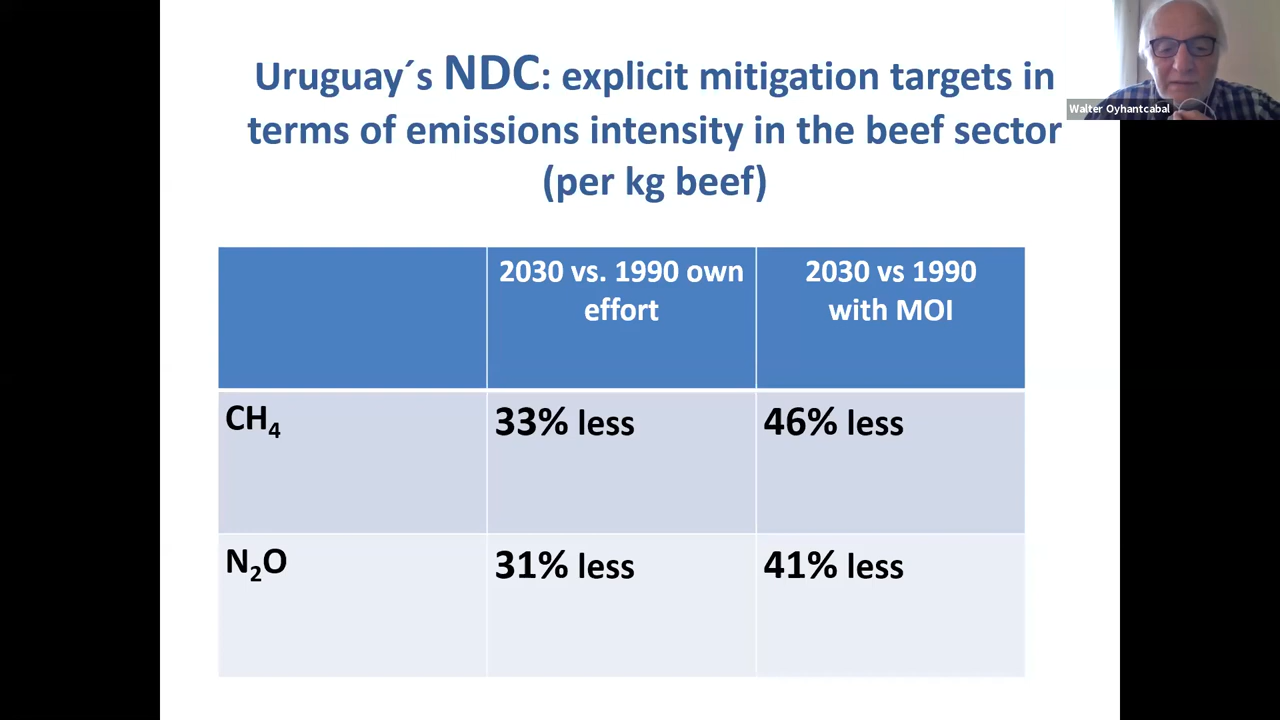 Uruguay´s NDC: explicit mitigation targets in
terms of emissions intensity in the beef sector
(per kg beef)
Walter Oyhantcabal
2030 vs. 1990 own
effort
2030 vs 1990
with MOI
CH₄
33% less
46% less
N₂O
31% less
41% less